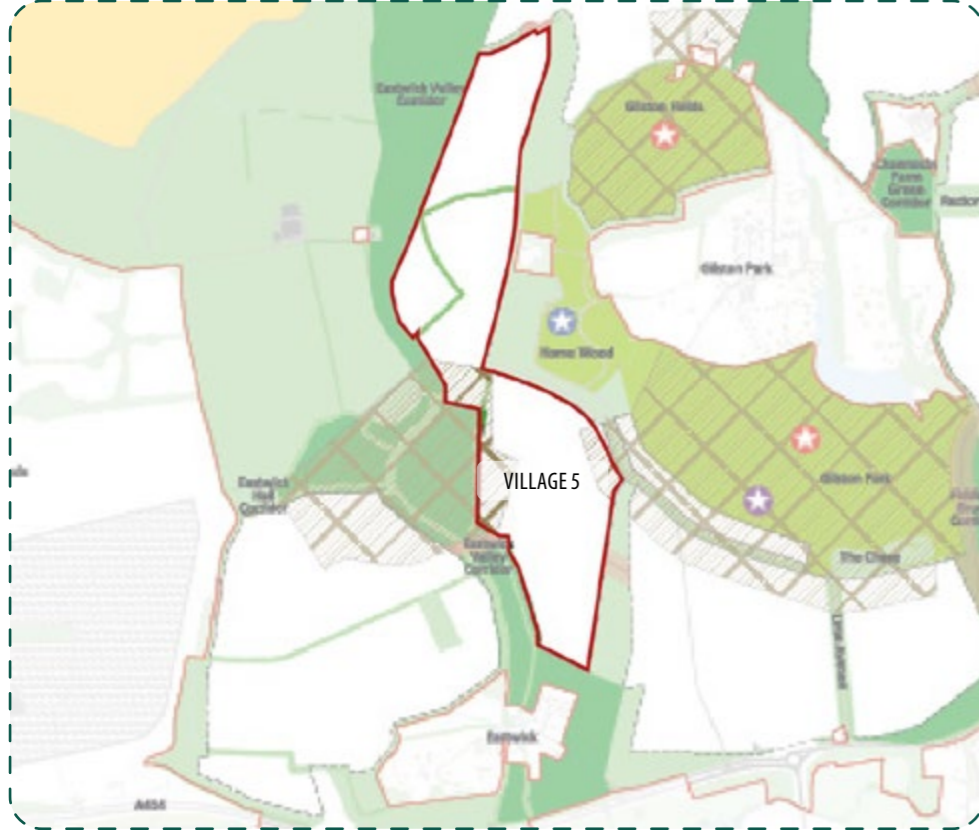 Eastwick Valley
Corridor
Gilston Fields
Gilston Park
Home Wood
VILLAGE 5
Eastwick
Hall
Corridor
Eastwick
Valley
Corridor
Gilston Park
The Chase
Eastwick
A414